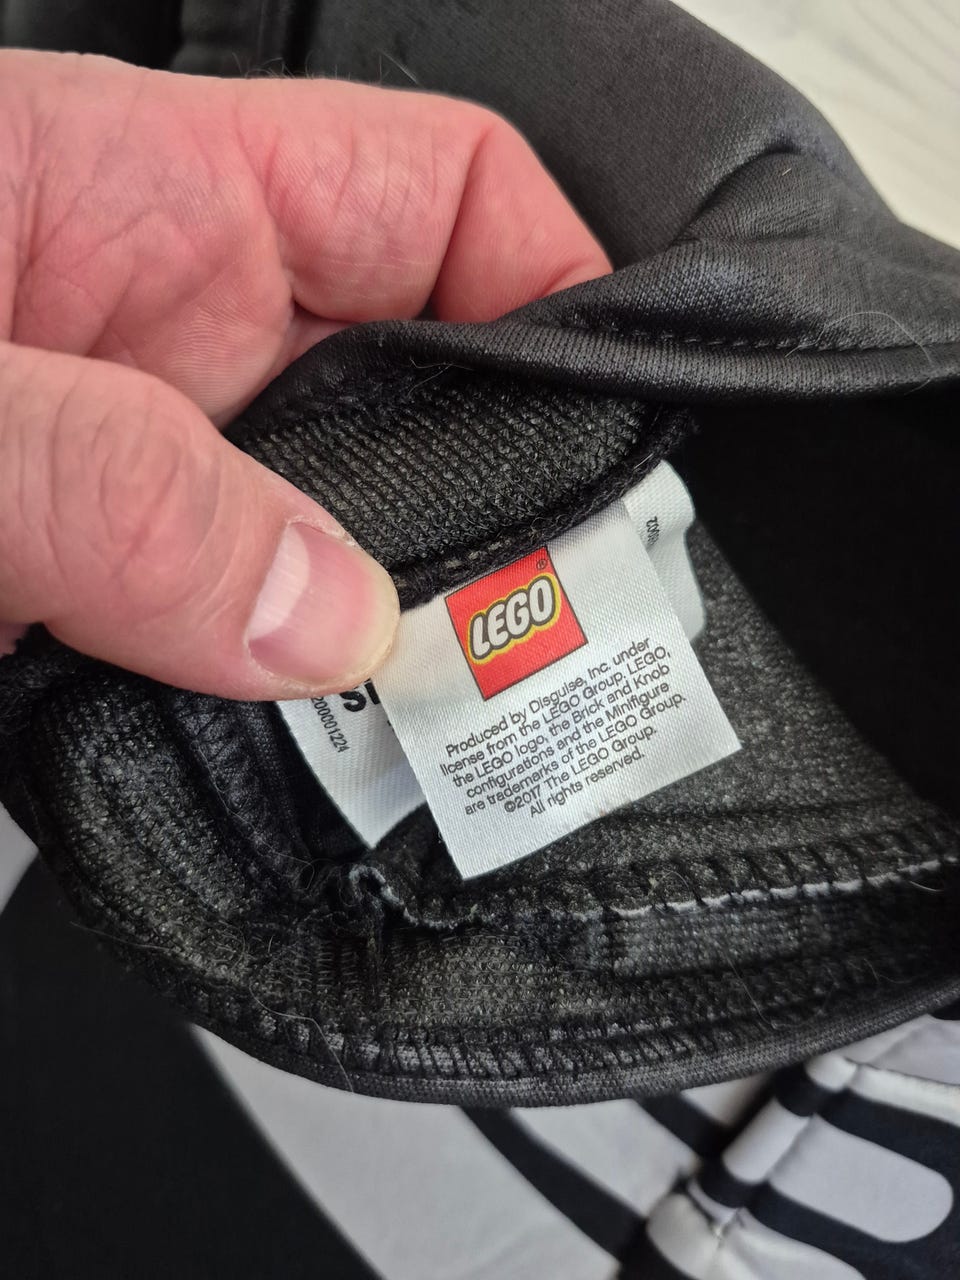 LEGO®
Produced by Disguise, Inc. under
license from the LEGO Group. LEGO,
the LEGO logo, the Brick and Knob
configurations and the Minifigure
are trademarks of the LEGO Group.
©2017 The LEGO Group.
All rights reserved.
200001224